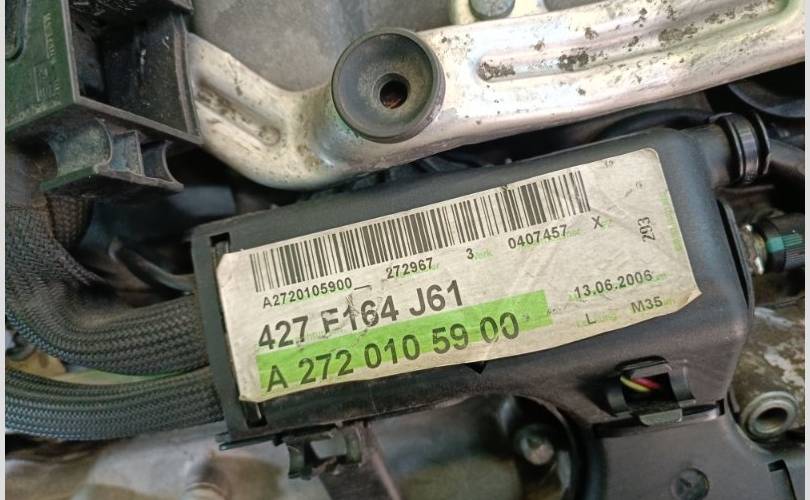 A2720105900 272967 3 0407457 X
293
427 F164 J61 13.06.2006
A 272 010 59 00 L M35